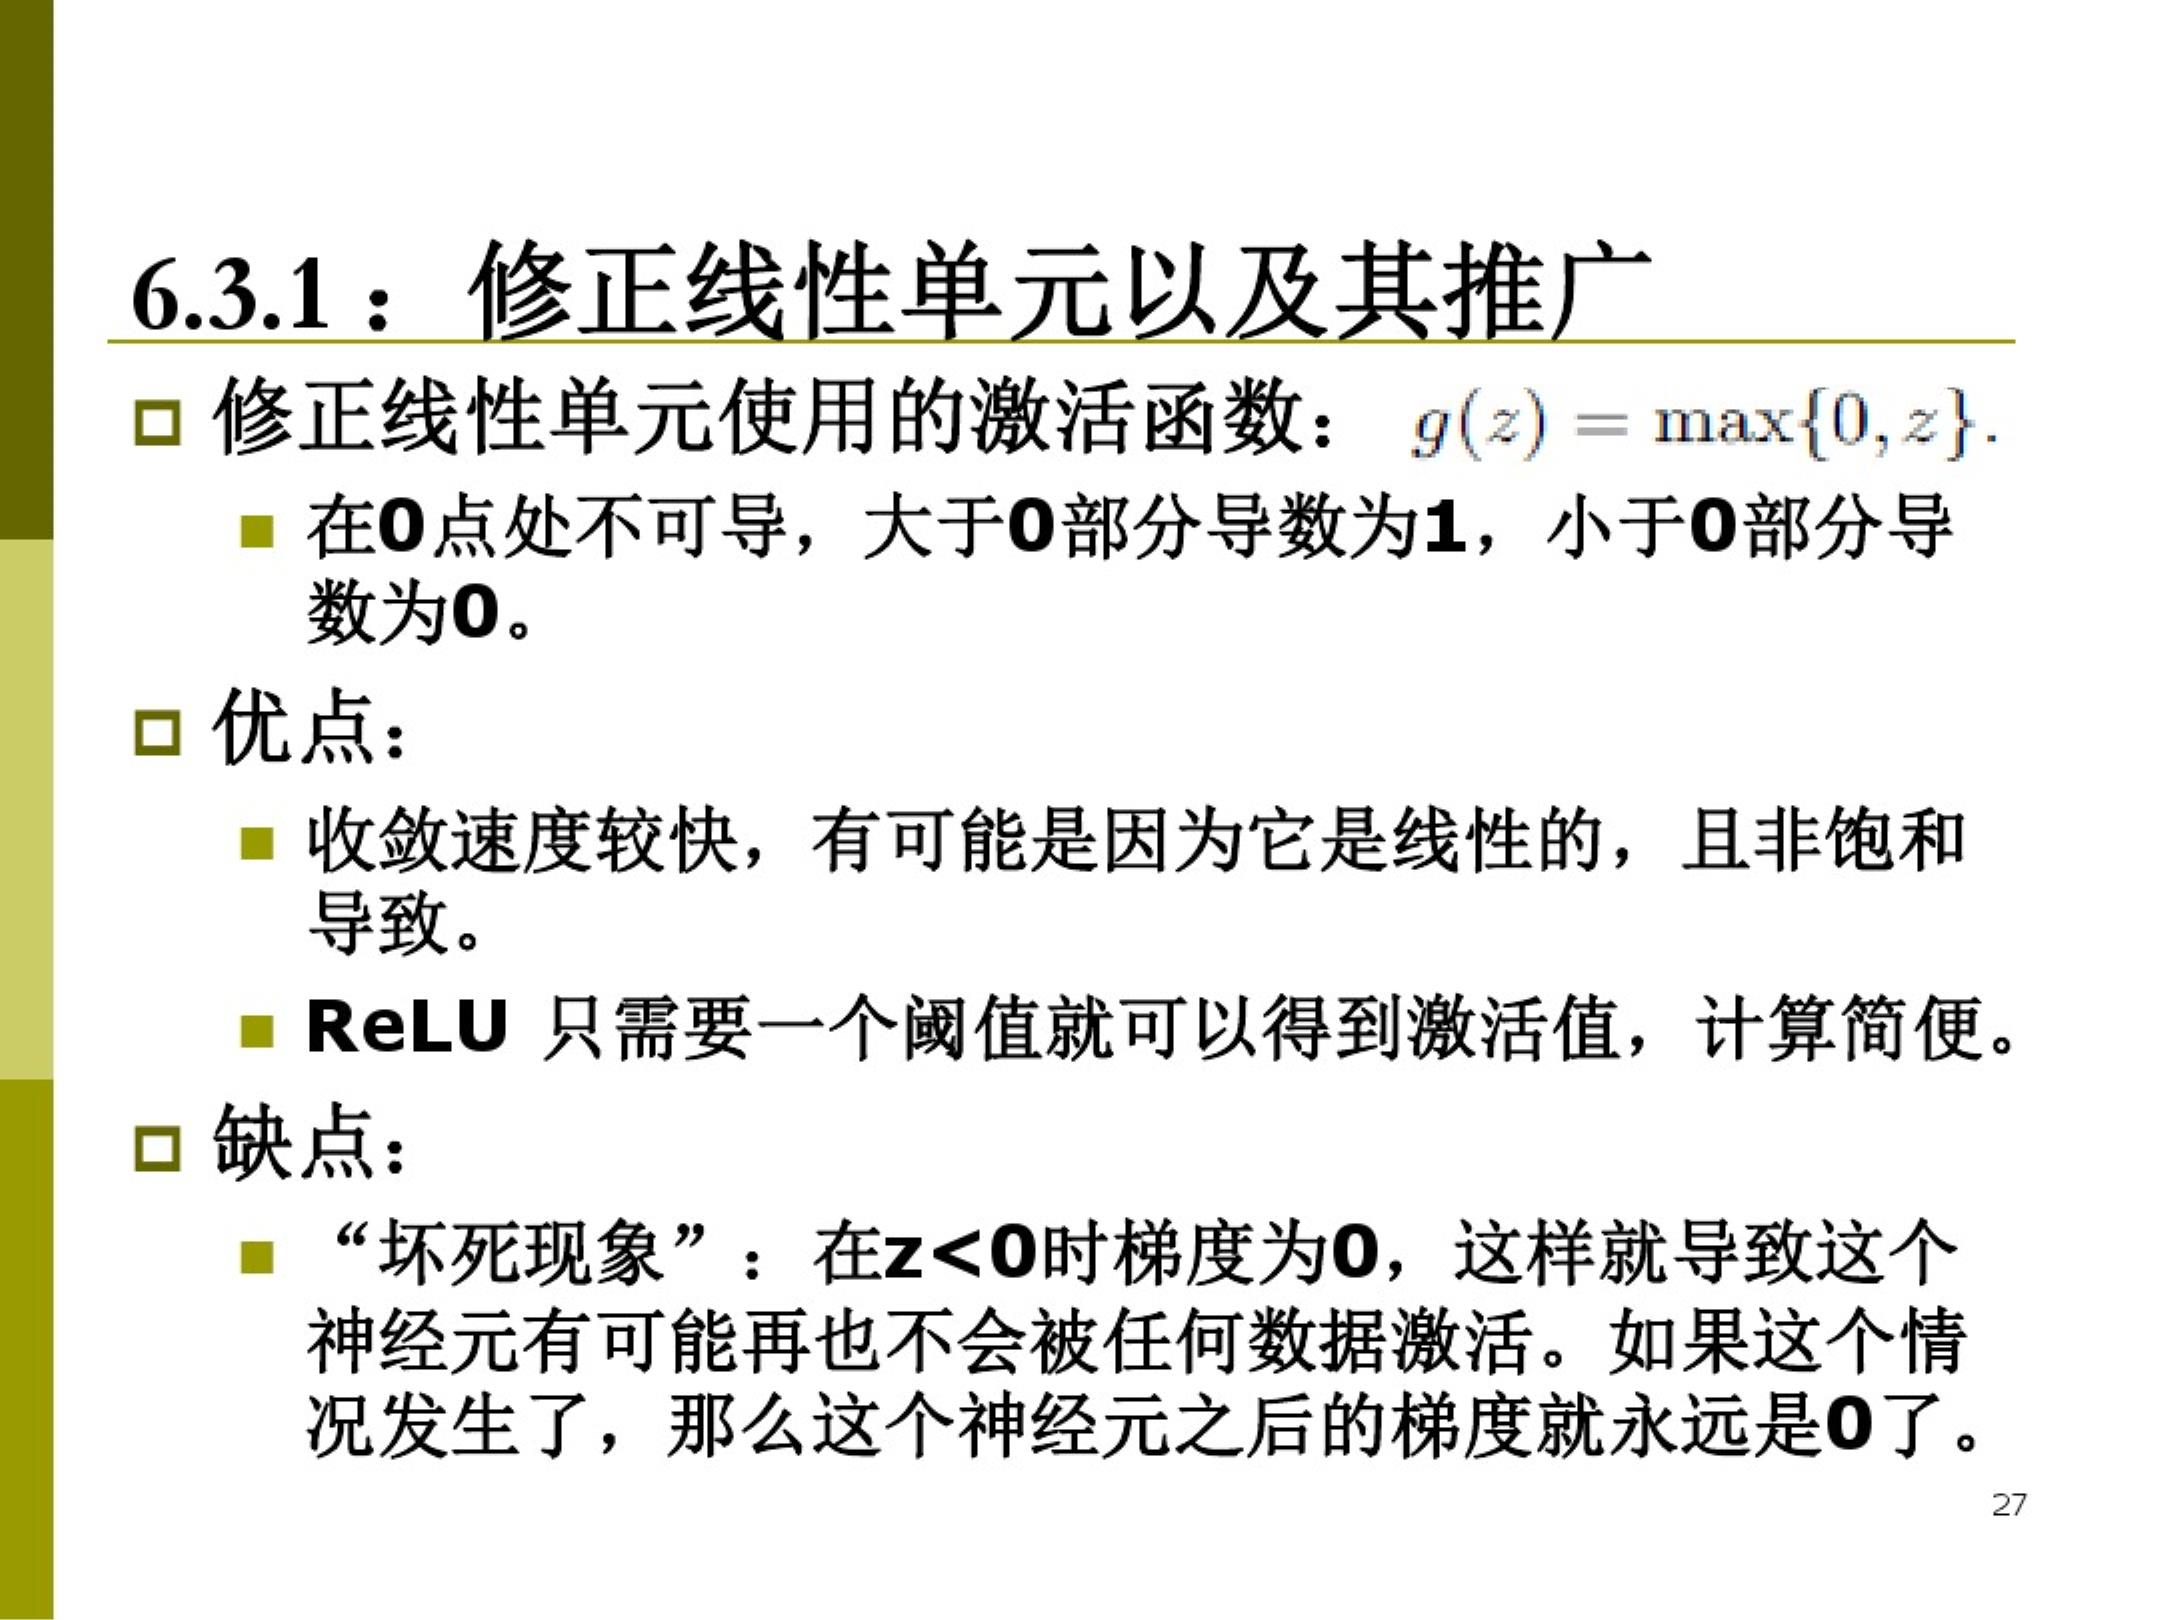 6.3.1： 修正线性单元以及其推广
修正线性单元使用的激活函数： g(z) = max{0, z}.
在0点处不可导，大于0部分导数为1，小于0部分导
数为0。
优点：
收敛速度较快，有可能是因为它是线性的，且非饱和
导致。
ReLU 只需要一个阈值就可以得到激活值，计算简便。
缺点：
“坏死现象”：在z<0时梯度为0，这样就导致这个
神经元有可能再也不会被任何数据激活。如果这个情
况发生了，那么这个神经元之后的梯度就永远是0了。
27